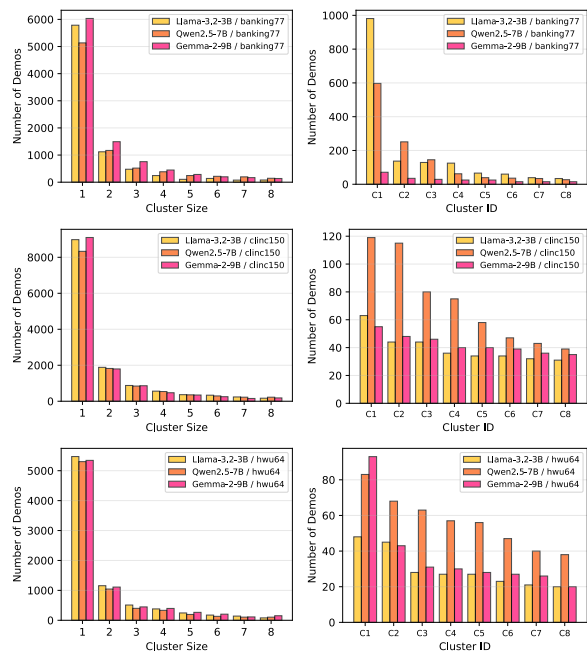 Number of Demos
6000
5000
4000
3000
2000
1000
0
Llama-3,2-3B / banking77
Qwen2.5-7B / banking77
Gemma-2-9B / banking77
1 2 3 4 5 6 7 8
Cluster Size
Number of Demos
1000
800
600
400
200
0
Llama-3,2-3B / banking77
Qwen2.5-7B / banking77
Gemma-2-9B / banking77
C1 C2 C3 C4 C5 C6 C7 C8
Cluster ID
Number of Demos
8000
6000
4000
2000
0
Llama-3,2-3B / clinc150
Qwen2.5-7B / clinc150
Gemma-2-9B / clinc150
1 2 3 4 5 6 7 8
Cluster Size
Number of Demos
120
100
80
60
40
20
0
Llama-3,2-3B / clinc150
Qwen2.5-7B / clinc150
Gemma-2-9B / clinc150
C1 C2 C3 C4 C5 C6 C7 C8
Cluster ID
Number of Demos
5000
4000
3000
2000
1000
0
Llama-3,2-3B / hwu64
Qwen2.5-7B / hwu64
Gemma-2-9B / hwu64
1 2 3 4 5 6 7 8
Cluster Size
Number of Demos
80
60
40
20
0
Llama-3,2-3B / hwu64
Qwen2.5-7B / hwu64
Gemma-2-9B / hwu64
C1 C2 C3 C4 C5 C6 C7 C8
Cluster ID